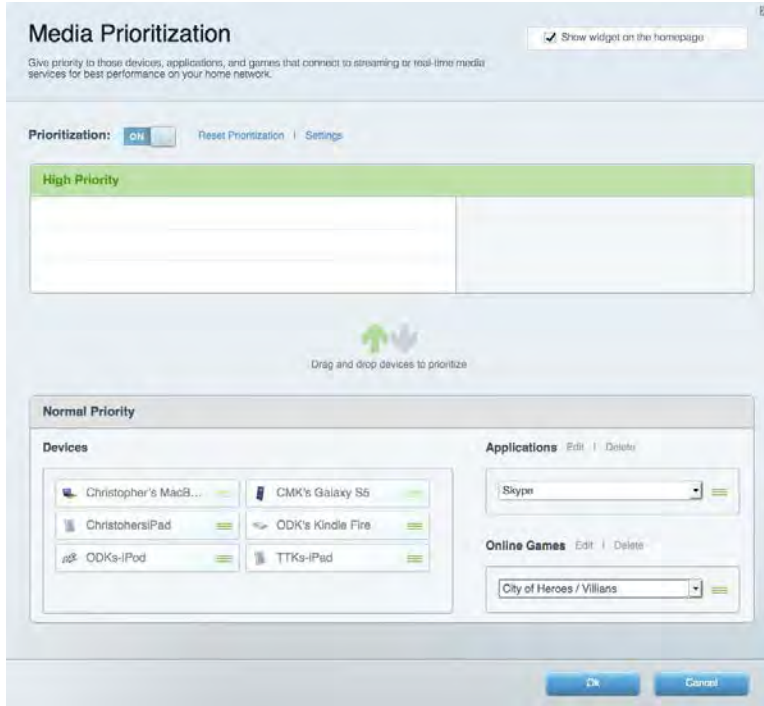 Media Prioritization
Show widget on the homepage
Give priority to those devices, applications, and games that connect to streaming or real-time media
services for best performance on your home network.
Prioritization: ON Reset Prioritization | Settings
High Priority
Drag and drop devices to prioritize
Normal Priority
Devices
Applications Edit | Delete
Christopher's MacB... CMK's Galaxy S5
Skype
ChristohersiPad ODK's Kindle Fire
Online Games Edit | Delete
ODKs-iPod TTKs-iPad
City of Heroes / Villians
Ok Cancel